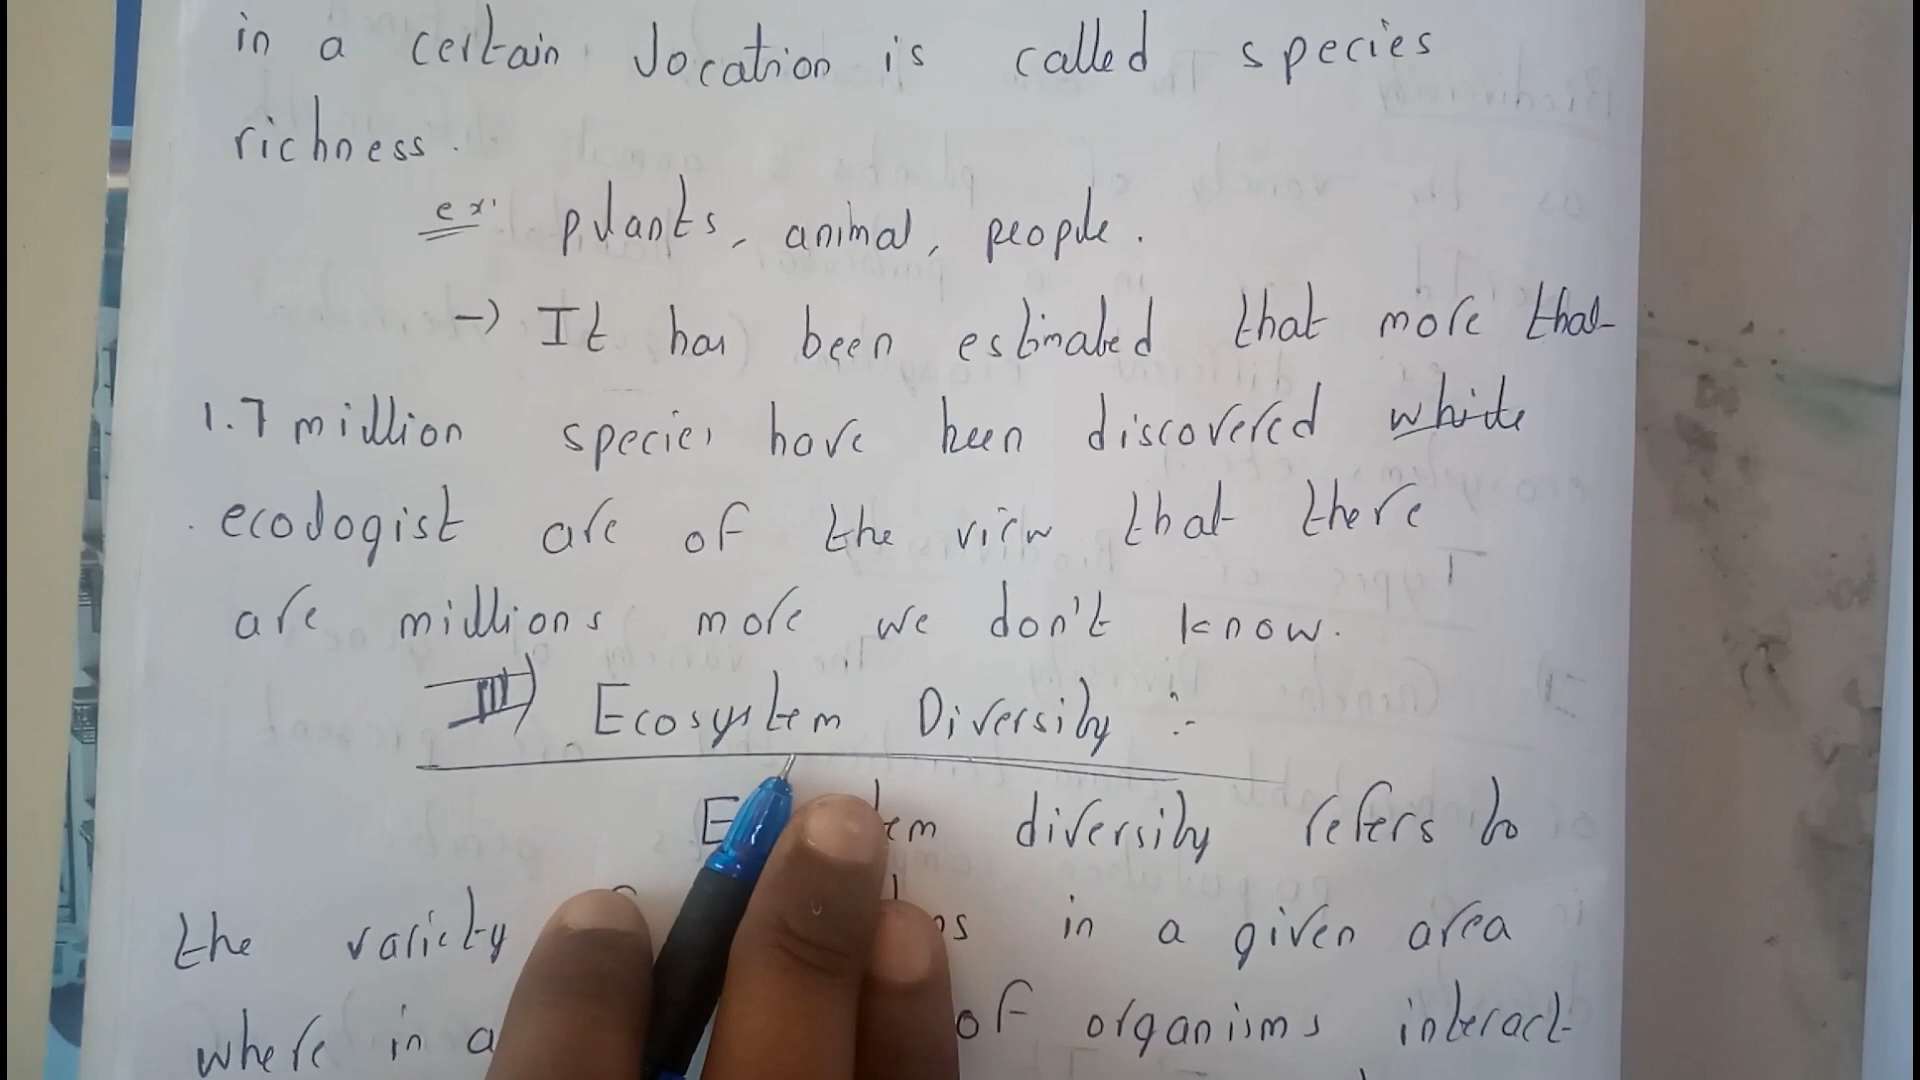 in a certain location is called species
richness.
ex: plants, animal, people.
→ It has been estimated that more that
1.7 million species have been discovered while
ecologist are of the view that there
are millions more we don't know.
III) Ecosystem Diversity :-
diversity refers to
the variety in a given area
where in a of organisms interact